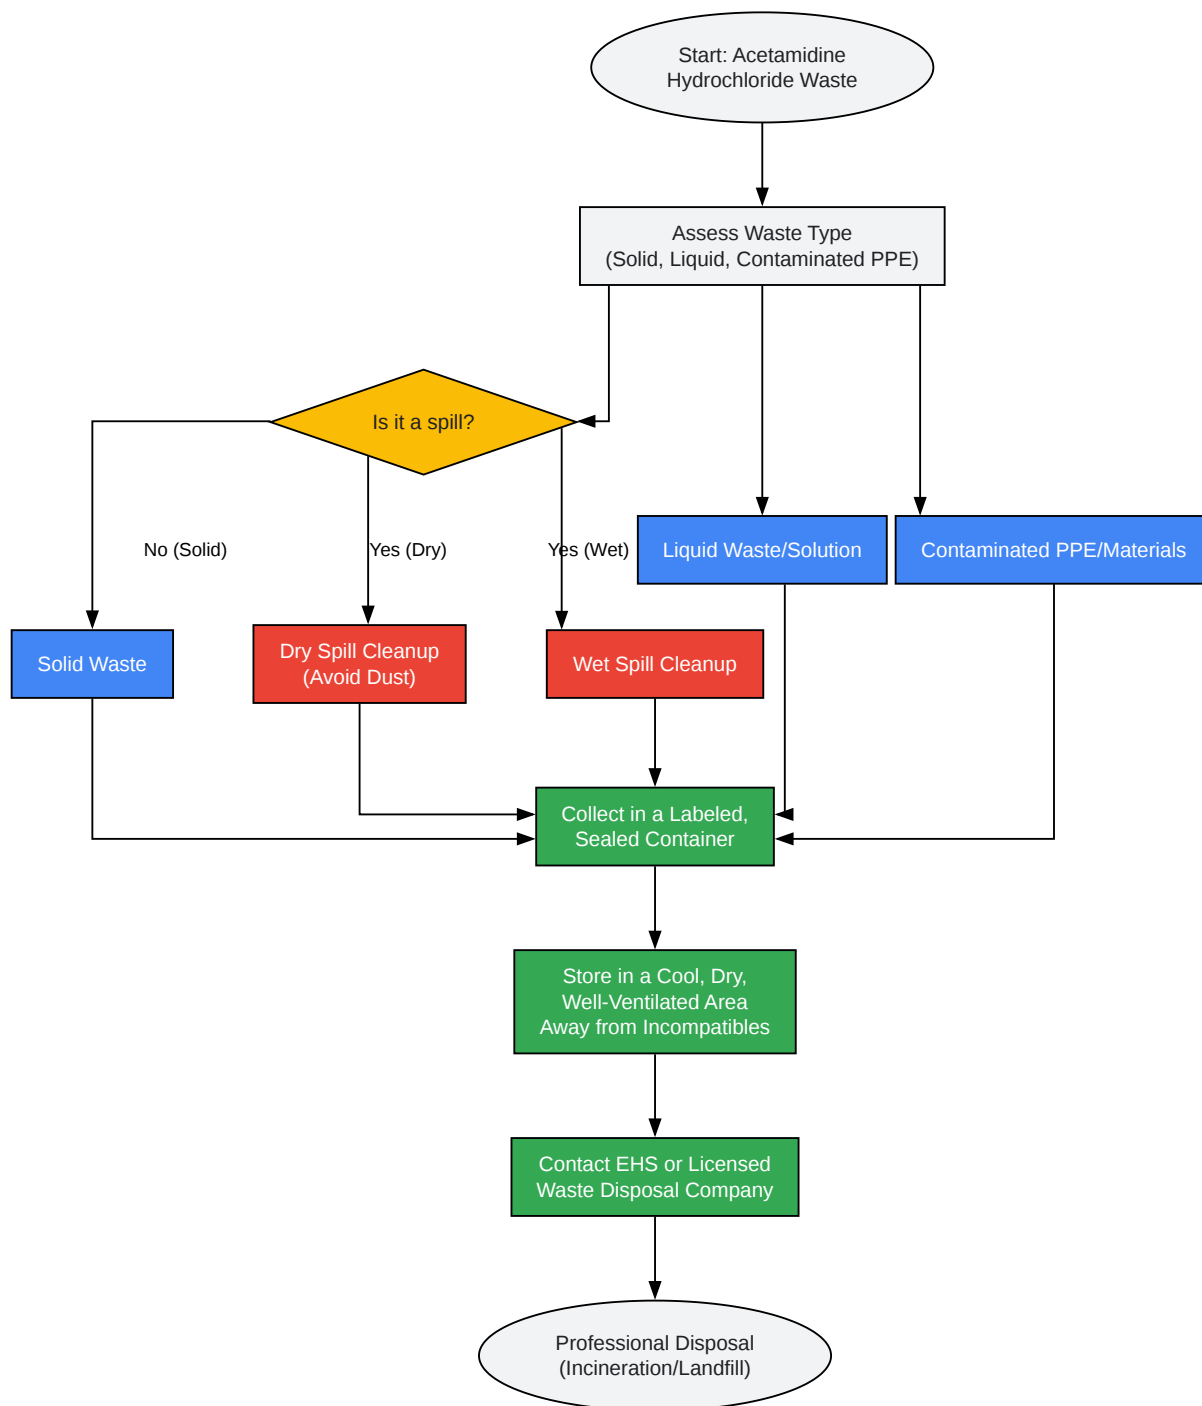 Start: Acetamidine
Hydrochloride Waste
Assess Waste Type
(Solid, Liquid, Contaminated PPE)
Is it a spill?
No (Solid)
Yes (Dry)
Yes (Wet)
Liquid Waste/Solution
Contaminated PPE/Materials
Solid Waste
Dry Spill Cleanup
(Avoid Dust)
Wet Spill Cleanup
Collect in a Labeled,
Sealed Container
Store in a Cool, Dry,
Well-Ventilated Area
Away from Incompatibles
Contact EHS or Licensed
Waste Disposal Company
Professional Disposal
(Incineration/Landfill)